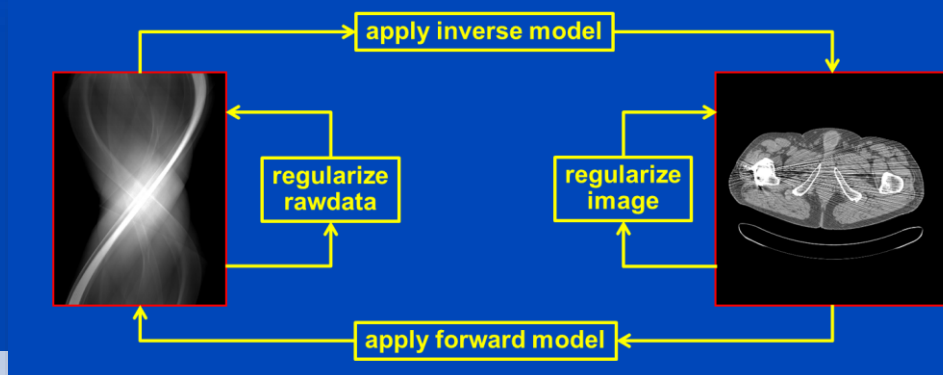 apply inverse model
regularize
rawdata
regularize
image
apply forward model